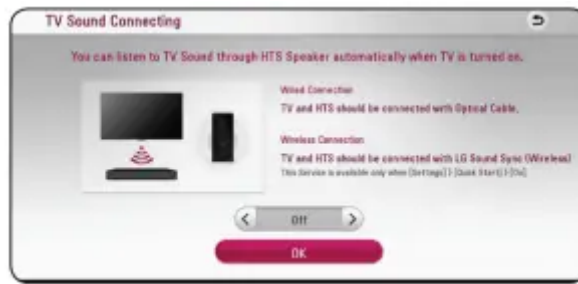 TV Sound Connecting
You can listen to TV Sound through HTS Speaker automatically when TV is turned on.
Wired Connection
TV and HTS should be connected with Optical Cable.
Wireless Connection
TV and HTS should be connected with LG Sound Sync (Wireless)
This Service is available only when [Settings] > [Quick Start] > [On].
Off
OK